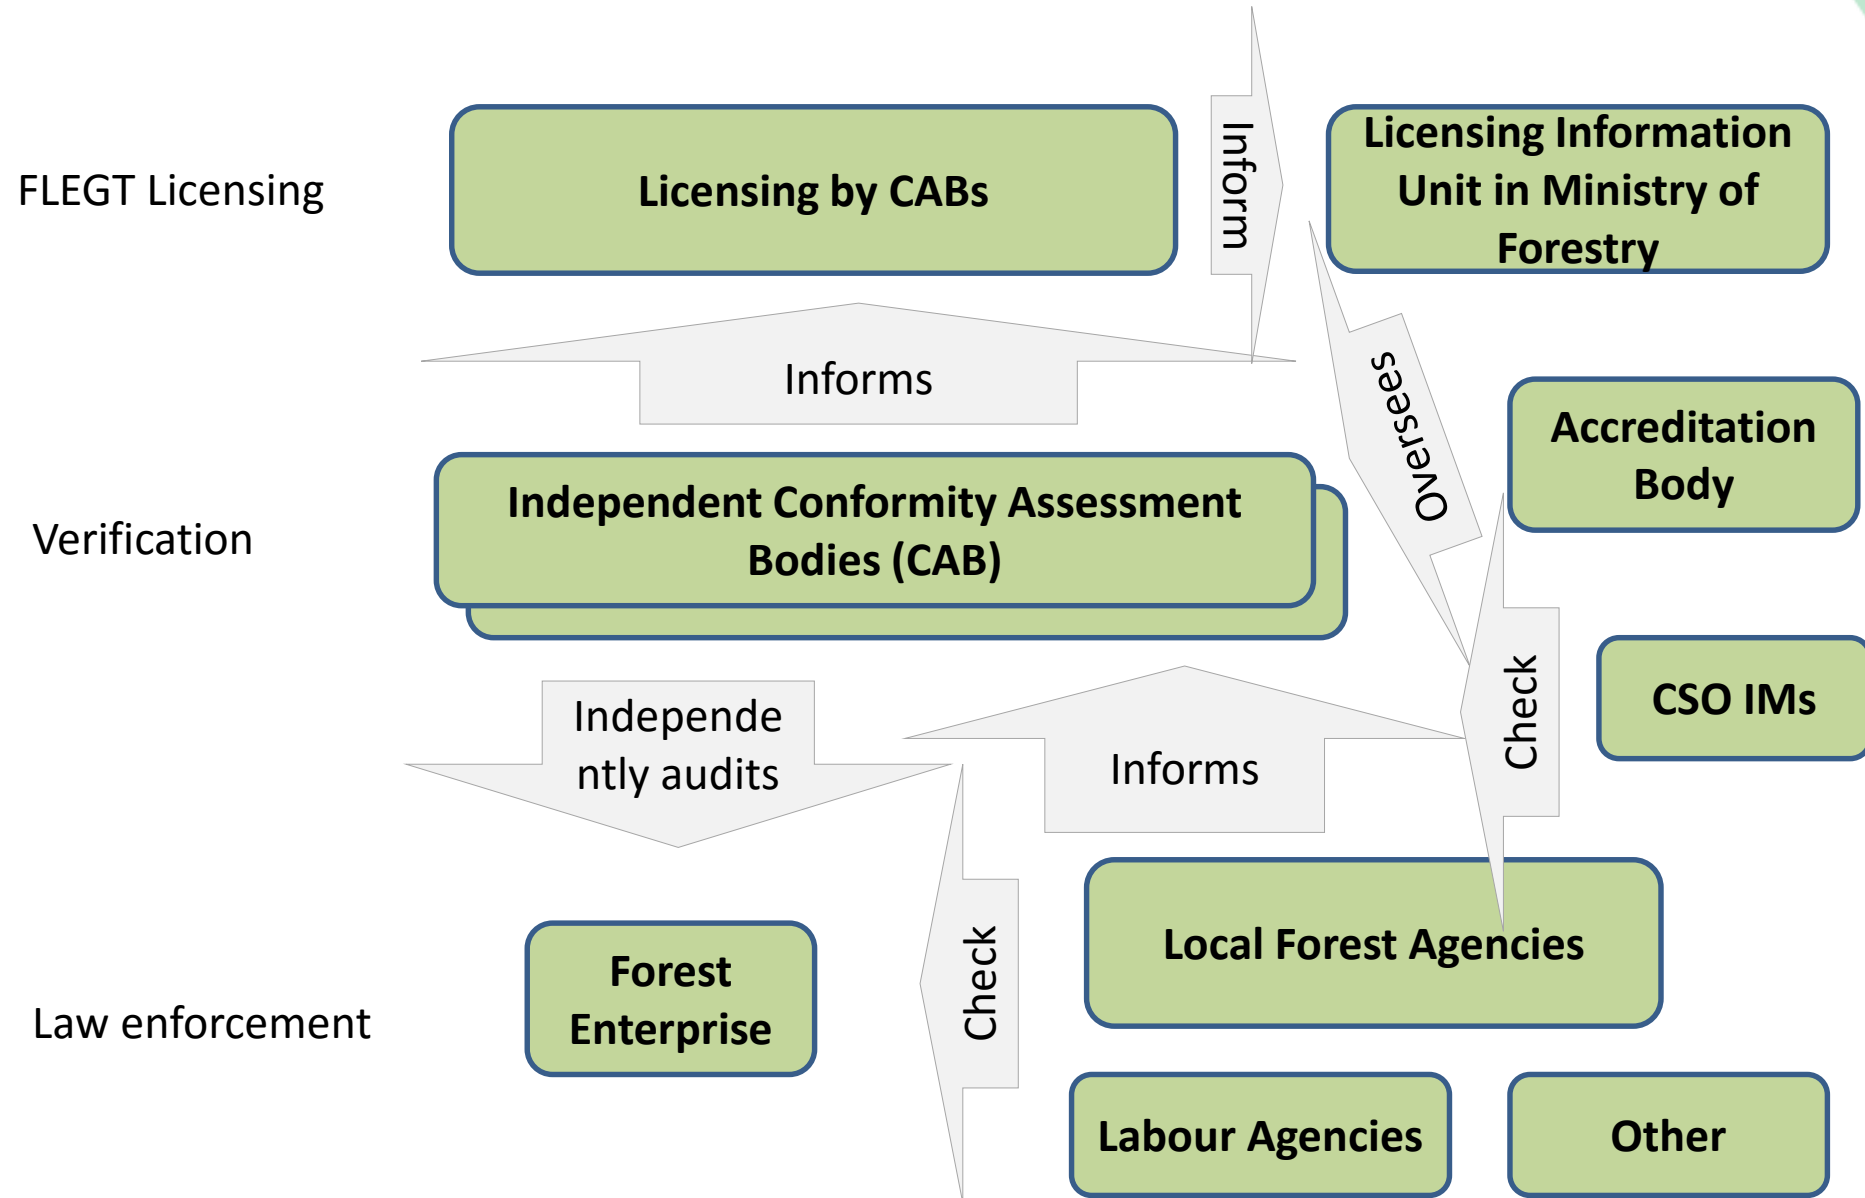 FLEGT Licensing
Licensing by CABs
Inform
Licensing Information
Unit in Ministry of
Forestry
Informs
Oversees
Accreditation
Body
Verification
Independent Conformity Assessment
Bodies (CAB)
Independe
ntly audits
Informs
Check
CSO IMs
Law enforcement
Forest
Enterprise
Check
Local Forest Agencies
Labour Agencies
Other